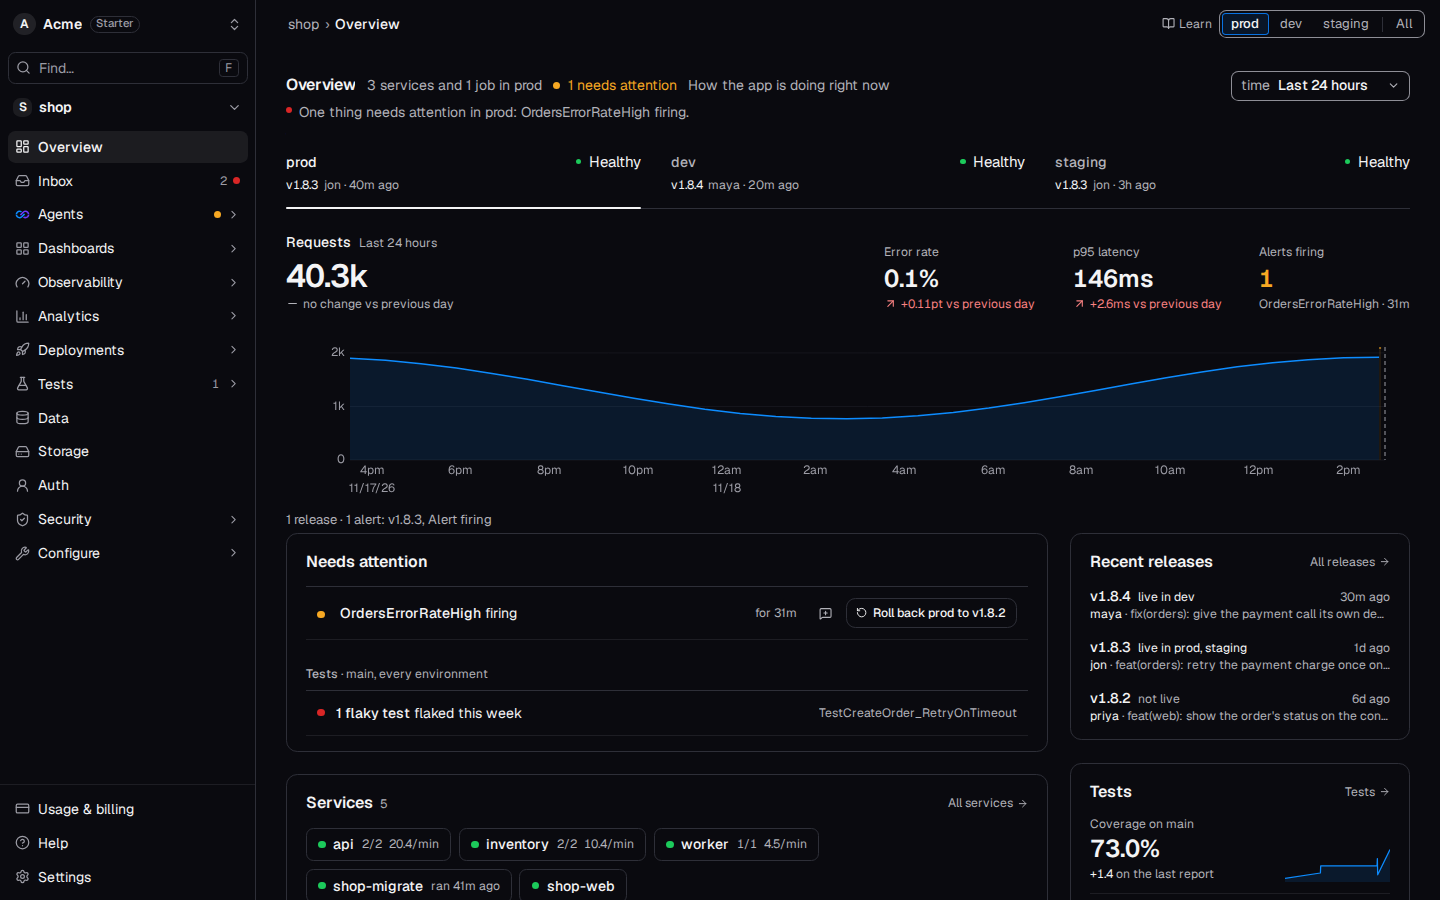 A Acme Starter
Find... F
S shop
Overview
Inbox 2
Agents
Dashboards
Observability
Analytics
Deployments
Tests 1
Data
Storage
Auth
Security
Configure
Usage & billing
Help
Settings
shop › Overview
Learn prod dev staging All
Overview 3 services and 1 job in prod 1 needs attention How the app is doing right now
time Last 24 hours
One thing needs attention in prod: OrdersErrorRateHigh firing.
prod Healthy
v1.8.3 jon · 40m ago
dev Healthy
v1.8.4 maya · 20m ago
staging Healthy
v1.8.3 jon · 3h ago
Requests Last 24 hours
40.3k
— no change vs previous day
Error rate
0.1%
↗ +0.11pt vs previous day
p95 latency
146ms
↗ +2.6ms vs previous day
Alerts firing
1
OrdersErrorRateHigh · 31m
2k
1k
0
4pm 6pm 8pm 10pm 12am 2am 4am 6am 8am 10am 12pm 2pm
11/17/26 11/18
1 release · 1 alert: v1.8.3, Alert firing
Needs attention
OrdersErrorRateHigh firing for 31m Roll back prod to v1.8.2
Tests · main, every environment
1 flaky test flaked this week TestCreateOrder_RetryOnTimeout
Services 5 All services →
api 2/2 20.4/min
inventory 2/2 10.4/min
worker 1/1 4.5/min
shop-migrate ran 41m ago
shop-web
Recent releases All releases →
v1.8.4 live in dev 30m ago
maya · fix(orders): give the payment call its own de...
v1.8.3 live in prod, staging 1d ago
jon · feat(orders): retry the payment charge once on...
v1.8.2 not live 6d ago
priya · feat(web): show the order's status on the con...
Tests Tests →
Coverage on main
73.0%
+1.4 on the last report